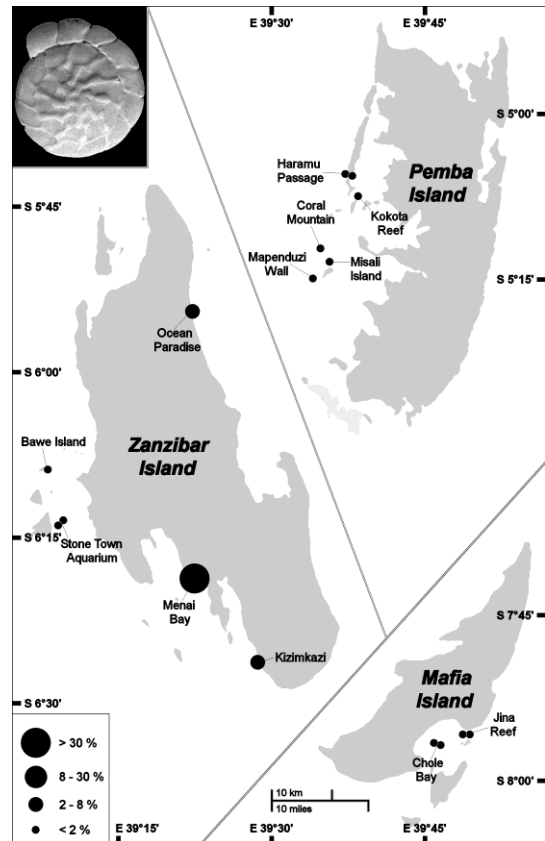 E 39°30'
E 39°45'
S 5°00'
Haramu
Passage
Pemba
Island
Coral
Mountain
Kokota
Reef
S 5°45'
Mapenduzi
Wall
Misali
Island
S 5°15'
Ocean
Paradise
S 6°00'
Bawe Island
Zanzibar
Island
S 6°15'
Stone Town
Aquarium
Menai
Bay
S 7°45'
Kizimkazi
Mafia
Island
S 6°30'
Jina
Reef
Chole
Bay
> 30 %
8 - 30 %
2 - 8 %
< 2 %
S 8°00'
10 km
10 miles
E 39°15'
E 39°30'
E 39°45'